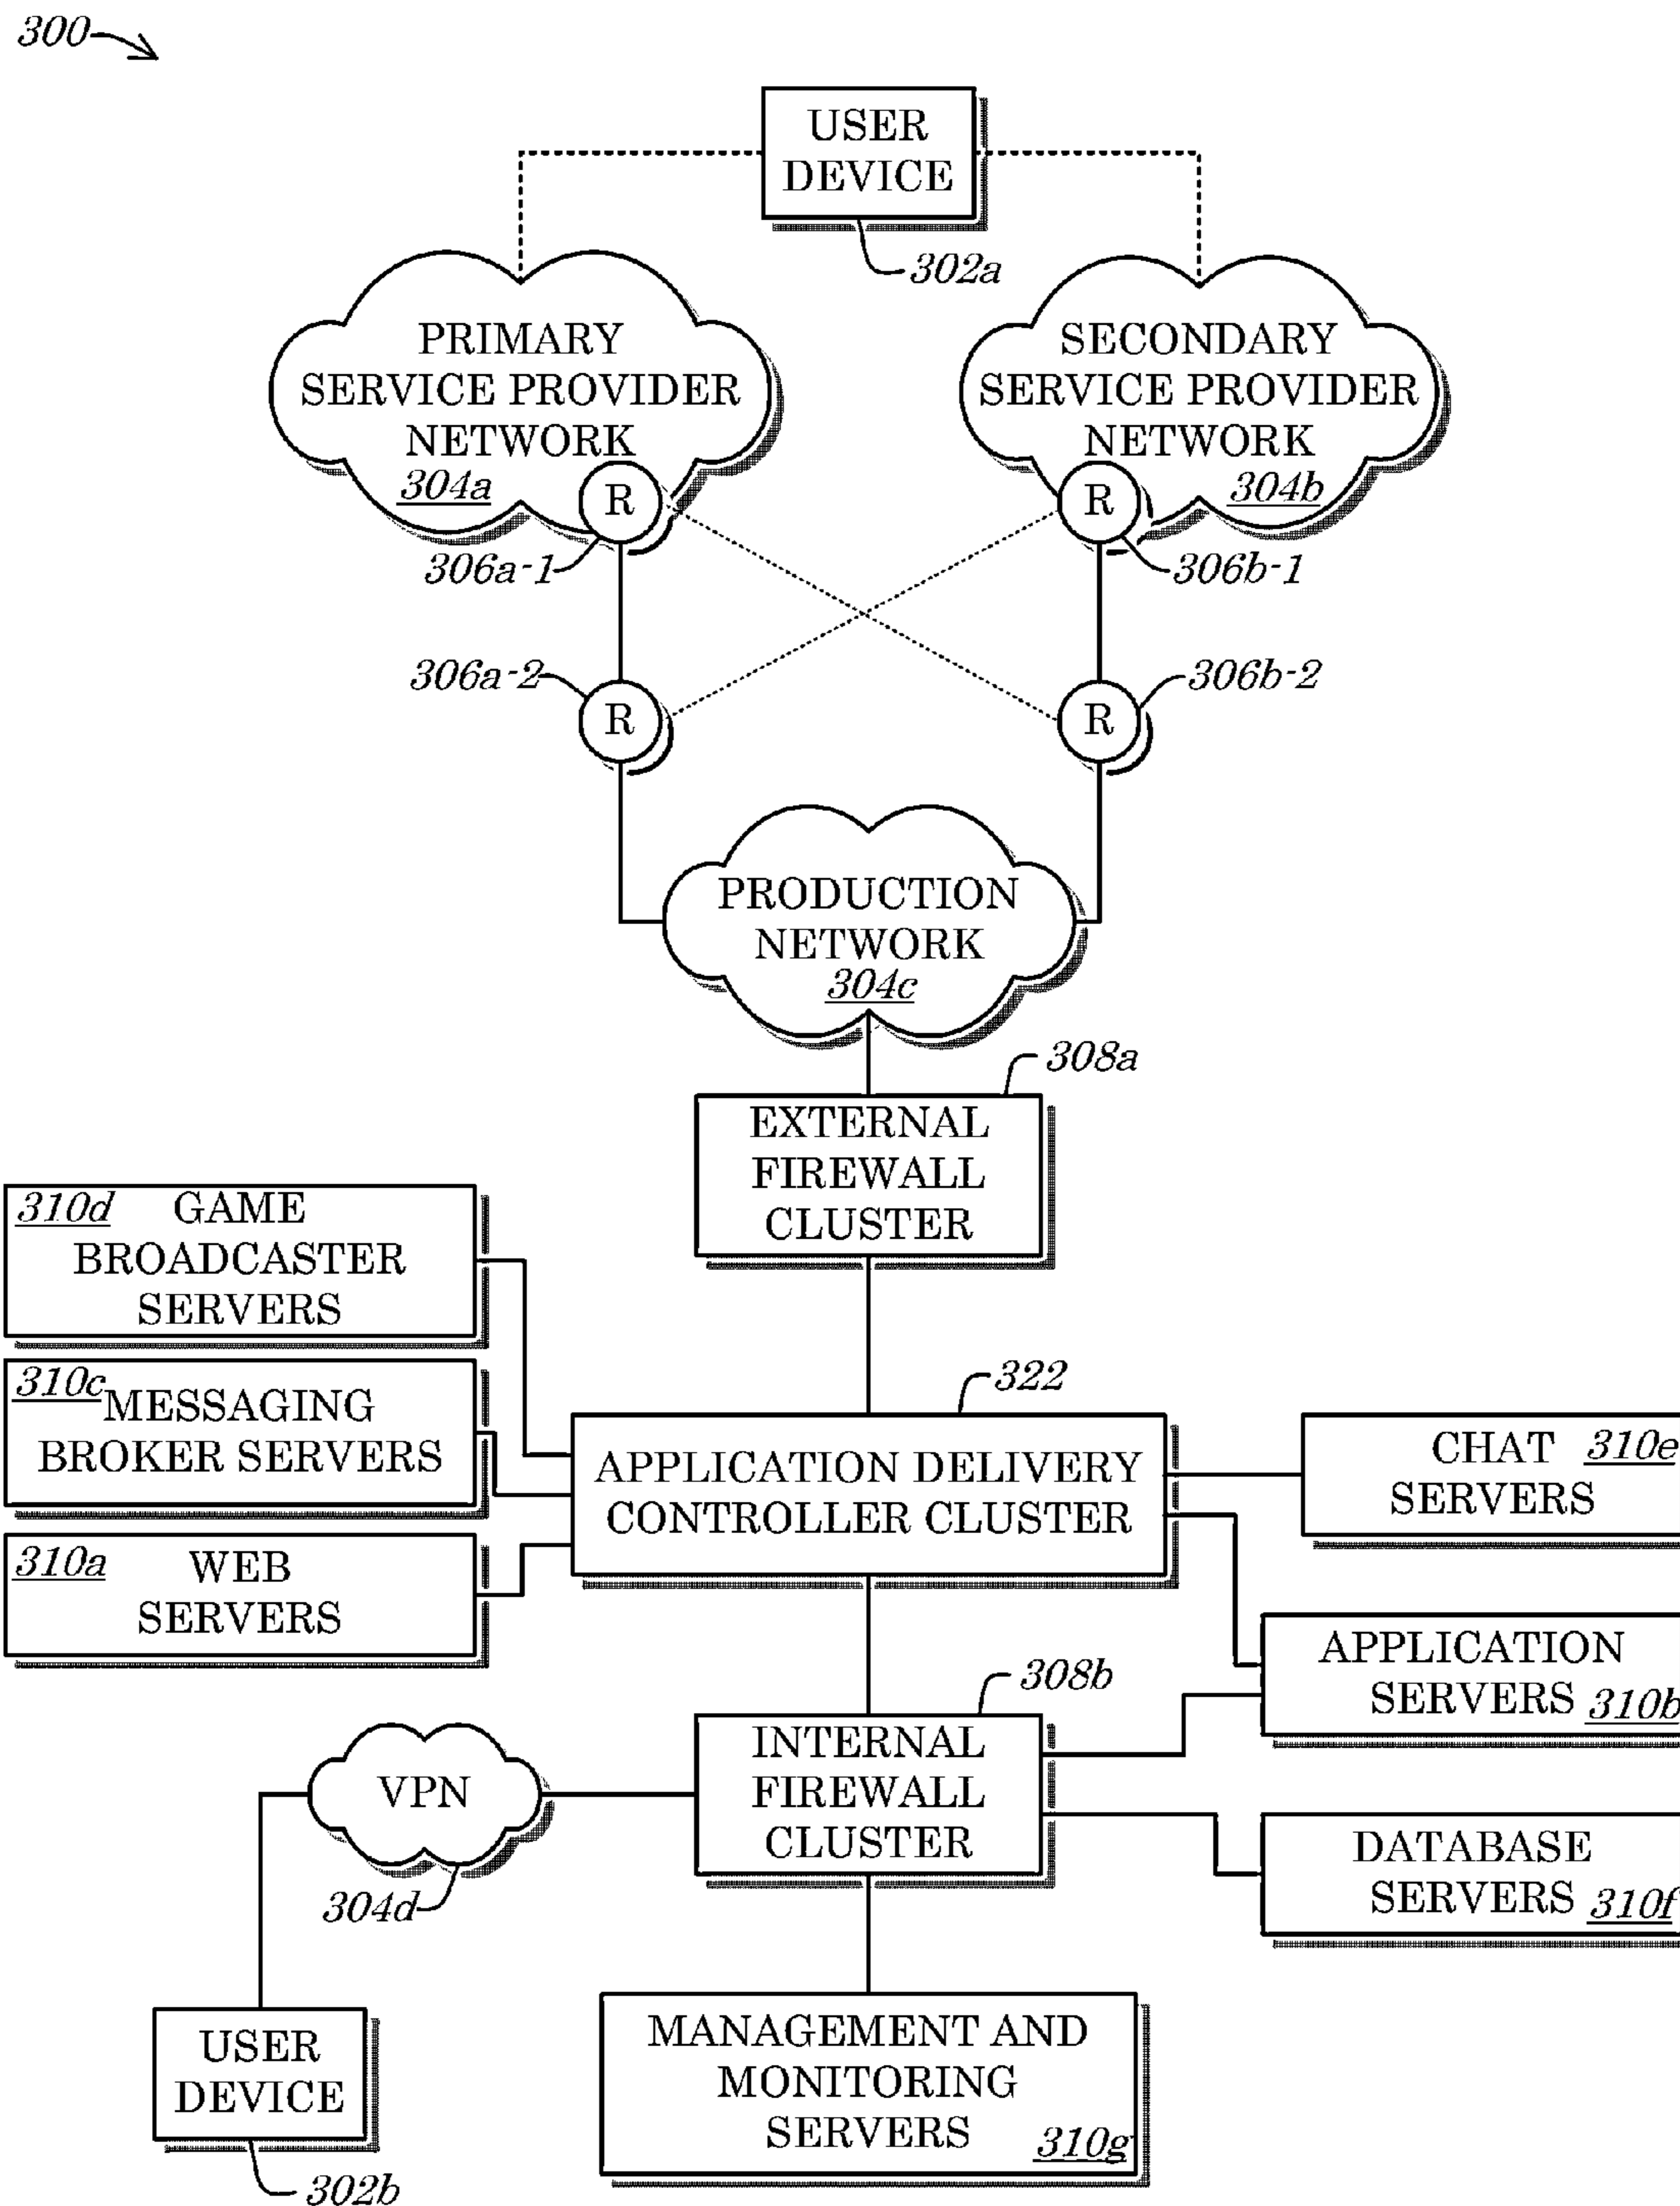 300
USER
DEVICE
302a
PRIMARY
SERVICE PROVIDER
NETWORK
304a
SECONDARY
SERVICE PROVIDER
NETWORK
304b
R
R
306a-1
306b-1
306a-2
306b-2
R
R
PRODUCTION
NETWORK
304c
308a
EXTERNAL
FIREWALL
CLUSTER
310d GAME
BROADCASTER
SERVERS
310c MESSAGING
BROKER SERVERS
310a WEB
SERVERS
322
APPLICATION DELIVERY
CONTROLLER CLUSTER
CHAT 310e
SERVERS
APPLICATION
SERVERS 310b
308b
INTERNAL
FIREWALL
CLUSTER
VPN
304d
DATABASE
SERVERS 310f
USER
DEVICE
302b
MANAGEMENT AND
MONITORING
SERVERS 310g